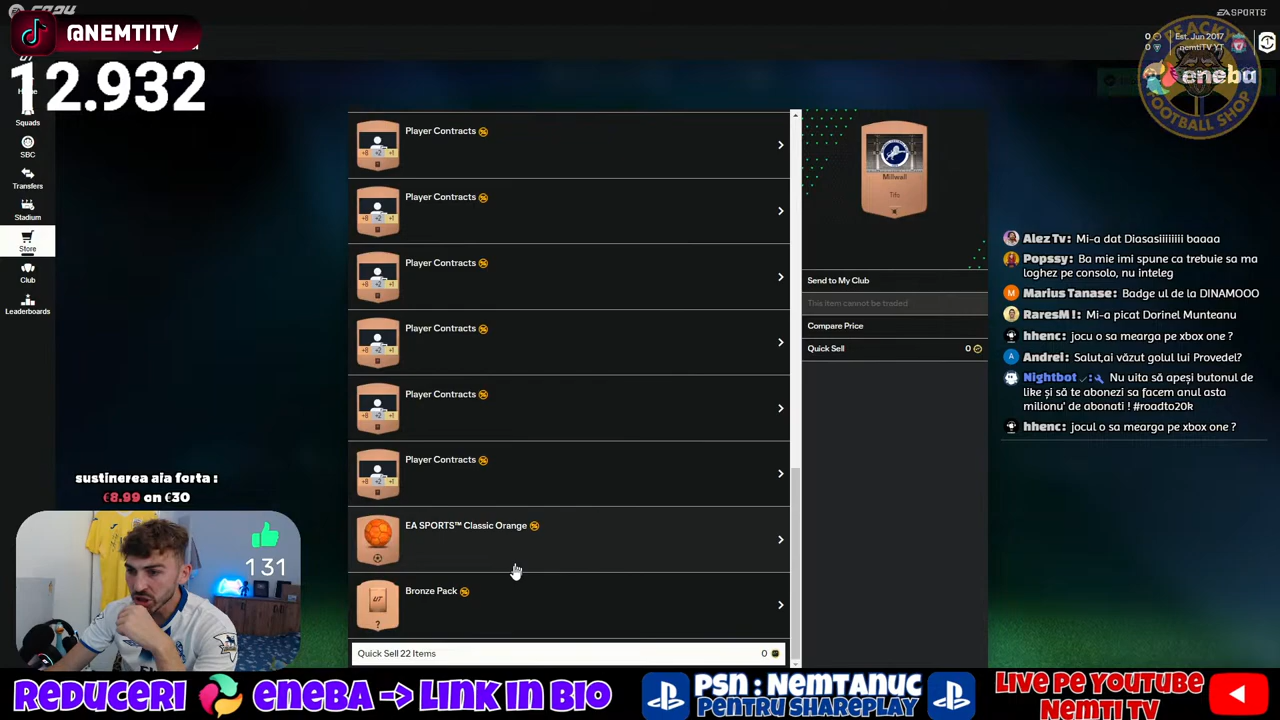 @NEMTITV
EA SPORTS
12.932
0
0
Est. Jun 2017
nemtiTV YT
eneba
FOOTBALL SHOP
Squads
SBC
Transfers
Stadium
Store
Club
Leaderboards
Player Contracts
Player Contracts
Player Contracts
Player Contracts
Player Contracts
Player Contracts
EA SPORTS™ Classic Orange
Bronze Pack
Quick Sell 22 Items 0
Millwall
Tifo
Send to My Club
This item cannot be traded
Compare Price
Quick Sell 0
Alez Tv: Mi-a dat Diasasiiiiiii baaaa
Popssy: Ba mie imi spune ca trebuie sa ma
loghez pe consolo, nu inteleg
Marius Tanase: Badge ul de la DINAMOOO
RaresM !: Mi-a picat Dorinel Munteanu
hhenc: jocul o sa mearga pe xbox one ?
Andrei: Salut,ai văzut golul lui Provedel?
Nightbot: Nu uita să apeși butonul de
like și să te abonezi sa facem anul asta
milionu' de abonati ! #roadto20k
hhenc: jocul o sa mearga pe xbox one ?
sustinerea aia forta :
€8.99 on €30
131
REDUCERI ENEBA -> LINK IN BIO
PSN : NEMTANUC
PENTRU SHAREPLAY
LIVE PE YOUTUBE
NEMTI TV